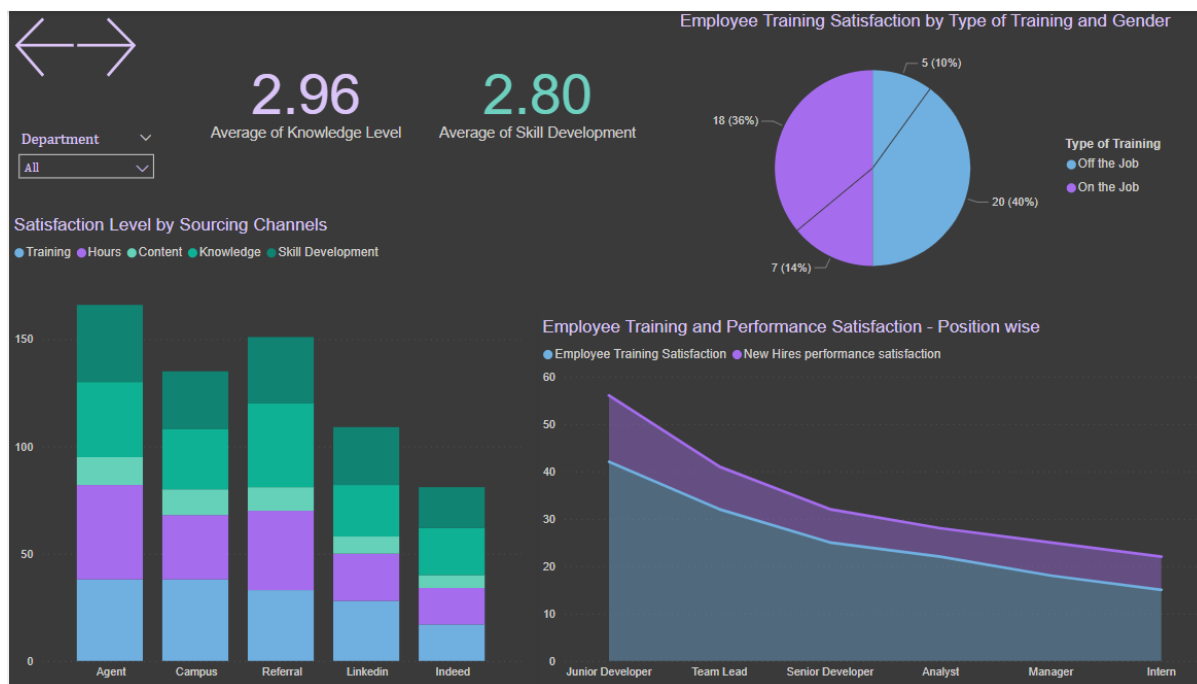 Employee Training Satisfaction by Type of Training and Gender
2.96
Average of Knowledge Level
2.80
Average of Skill Development
Department
All
5 (10%)
18 (36%)
20 (40%)
7 (14%)
Type of Training
Off the Job
On the Job
Satisfaction Level by Sourcing Channels
Training Hours Content Knowledge Skill Development
150
100
50
0
Agent Campus Referral Linkedin Indeed
Employee Training and Performance Satisfaction - Position wise
Employee Training Satisfaction New Hires performance satisfaction
60
50
40
30
20
10
0
Junior Developer Team Lead Senior Developer Analyst Manager Intern